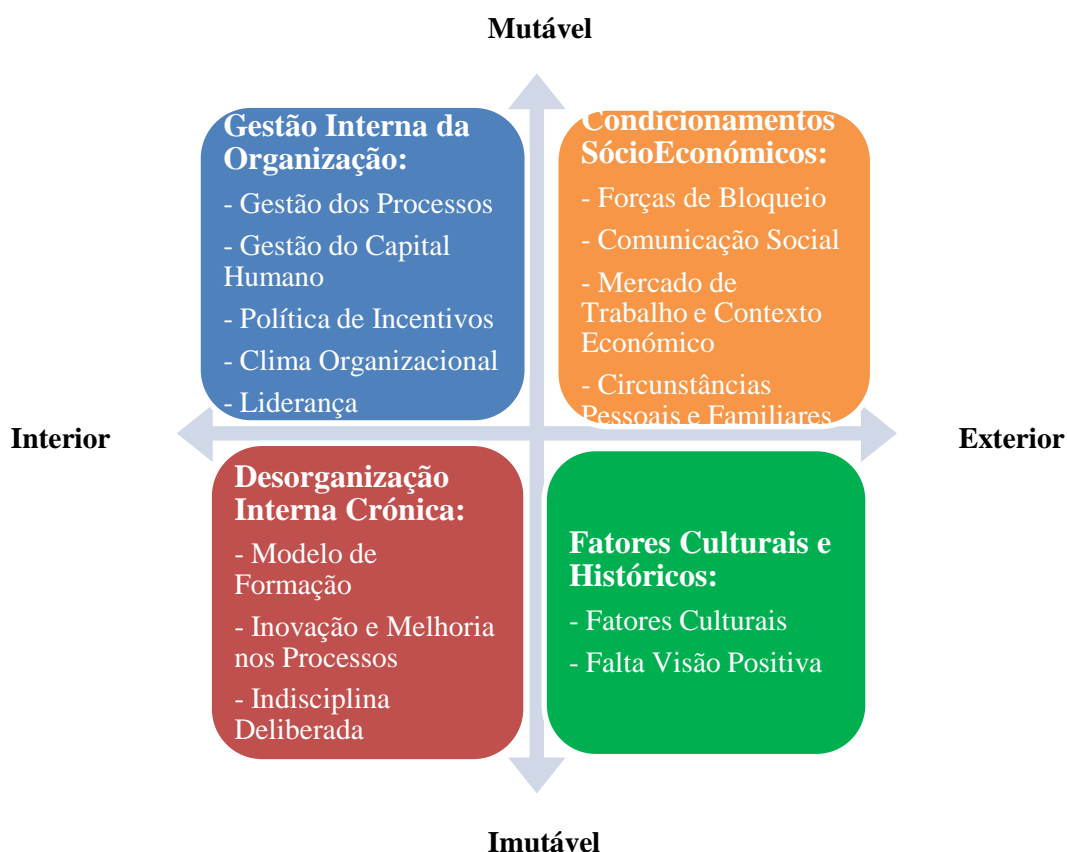 Mutável
Gestão Interna da
Organização:
- Gestão dos Processos
- Gestão do Capital
Humano
- Política de Incentivos
- Clima Organizacional
- Liderança
Condicionamentos
SócioEconómicos:
- Forças de Bloqueio
- Comunicação Social
- Mercado de
Trabalho e Contexto
Económico
- Circunstâncias
Pessoais e Familiares
Interior
Exterior
Desorganização
Interna Crónica:
- Modelo de
Formação
- Inovação e Melhoria
nos Processos
- Indisciplina
Deliberada
Fatores Culturais e
Históricos:
- Fatores Culturais
- Falta Visão Positiva
Imutável